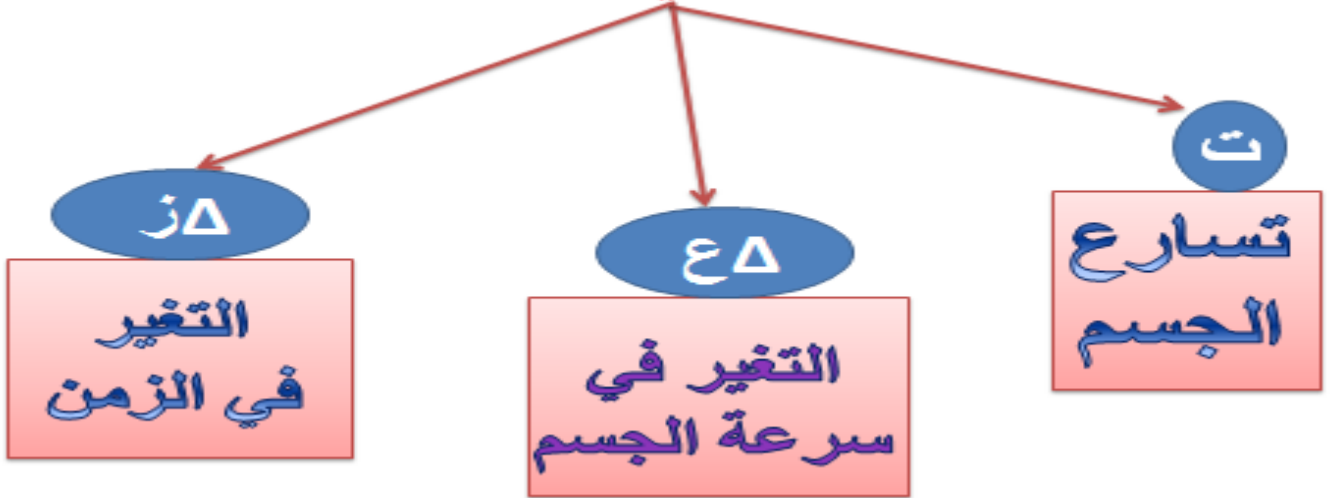 ت
تسارع
الجسم
Δع
التغير في
سرعة الجسم
Δز
التغير
في الزمن